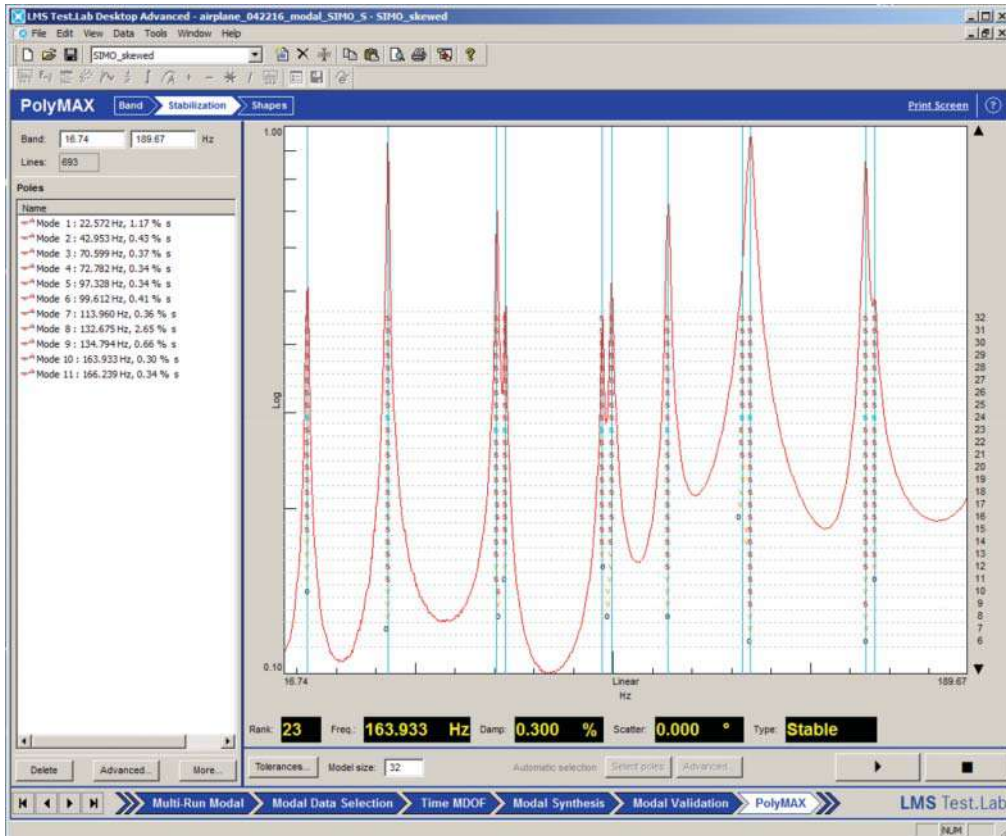 LMS Test.Lab Desktop Advanced - airplane_042216_modal_SIMO_S - SIMO_skewed
File Edit View Data Tools Window Help
SIMO_skewed
PolyMAX Band Stabilization Shapes Print Screen
Band: 16.74 189.67 Hz
Lines: 693
Poles
Name
Mode 1 : 22.572 Hz, 1.17 % s
Mode 2 : 42.953 Hz, 0.43 % s
Mode 3 : 70.599 Hz, 0.37 % s
Mode 4 : 72.782 Hz, 0.34 % s
Mode 5 : 97.328 Hz, 0.34 % s
Mode 6 : 99.612 Hz, 0.41 % s
Mode 7 : 113.960 Hz, 0.36 % s
Mode 8 : 132.675 Hz, 2.65 % s
Mode 9 : 134.794 Hz, 0.66 % s
Mode 10 : 163.933 Hz, 0.30 % s
Mode 11 : 166.239 Hz, 0.34 % s
Delete Advanced... More...
1.00
Log
0.10
32
31
30
29
28
27
26
25
24
23
22
21
20
19
18
17
16
15
14
13
12
11
10
9
8
7
6
16.74 Linear 189.67
Hz
Rank: 23 Freq.: 163.933 Hz Damp: 0.300 % Scatter: 0.000 ° Type: Stable
Tolerances... Model size: 32 Automatic selection Select poles Advanced...
Multi-Run Modal Modal Data Selection Time MDOF Modal Synthesis Modal Validation PolyMAX LMS Test.Lab
NUM